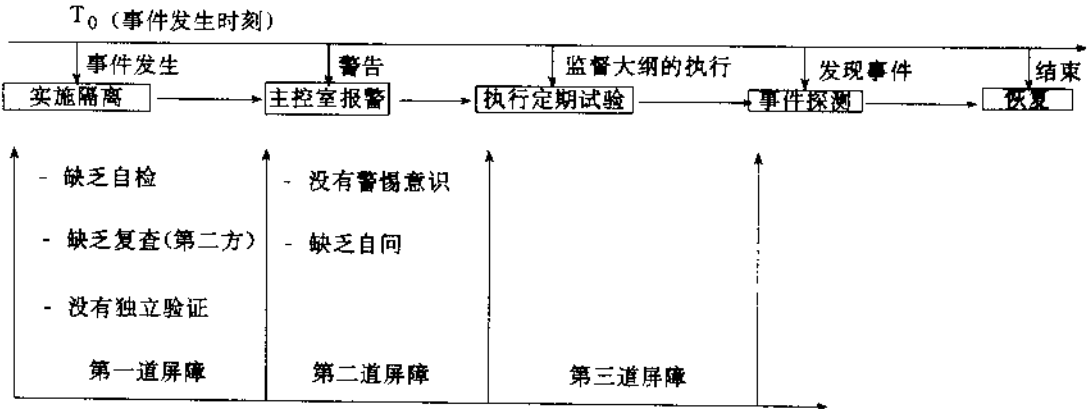 T₀（事件发生时刻）
事件发生 警告 监督大纲的执行 发现事件 结束
实施隔离 主控室报警 执行定期试验 事件探测 恢复
- 缺乏自检 - 没有警惕意识
- 缺乏复查(第二方) - 缺乏自问
- 没有独立验证
第一道屏障 第二道屏障 第三道屏障